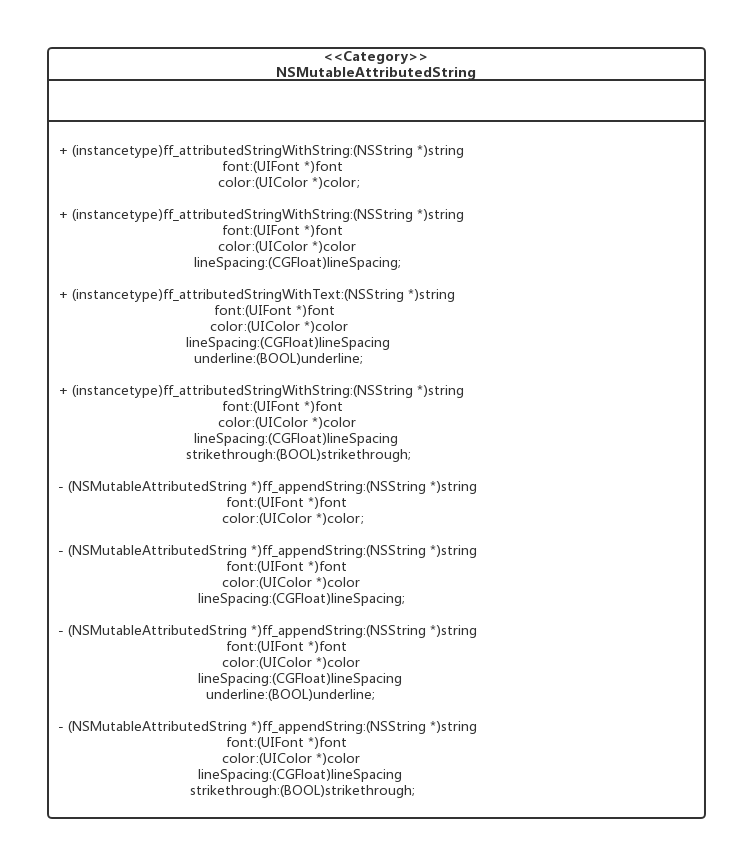 <<Category>>
NSMutableAttributedString
+ (instancetype)ff_attributedStringWithString:(NSString *)string
font:(UIFont *)font
color:(UIColor *)color;
+ (instancetype)ff_attributedStringWithString:(NSString *)string
font:(UIFont *)font
color:(UIColor *)color
lineSpacing:(CGFloat)lineSpacing;
+ (instancetype)ff_attributedStringWithText:(NSString *)string
font:(UIFont *)font
color:(UIColor *)color
lineSpacing:(CGFloat)lineSpacing
underline:(BOOL)underline;
+ (instancetype)ff_attributedStringWithString:(NSString *)string
font:(UIFont *)font
color:(UIColor *)color
lineSpacing:(CGFloat)lineSpacing
strikethrough:(BOOL)strikethrough;
- (NSMutableAttributedString *)ff_appendString:(NSString *)string
font:(UIFont *)font
color:(UIColor *)color;
- (NSMutableAttributedString *)ff_appendString:(NSString *)string
font:(UIFont *)font
color:(UIColor *)color
lineSpacing:(CGFloat)lineSpacing;
- (NSMutableAttributedString *)ff_appendString:(NSString *)string
font:(UIFont *)font
color:(UIColor *)color
lineSpacing:(CGFloat)lineSpacing
underline:(BOOL)underline;
- (NSMutableAttributedString *)ff_appendString:(NSString *)string
font:(UIFont *)font
color:(UIColor *)color
lineSpacing:(CGFloat)lineSpacing
strikethrough:(BOOL)strikethrough;